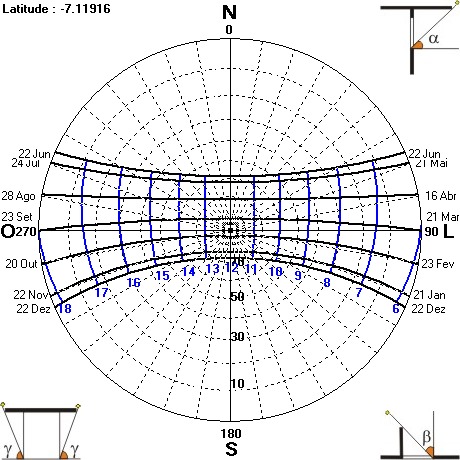 Latitude : -7.11916
N
0
α
22 Jun
22 Jun
24 Jul
21 Mai
28 Ago
16 Abr
23 Set
21 Mar
O
270
90
L
20 Out
23 Fev
18
17
16
15
14
13
12
11
10
9
8
7
6
22 Nov
21 Jan
22 Dez
22 Dez
50
30
10
γ
γ
β
180
S